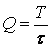 Q = T / τ